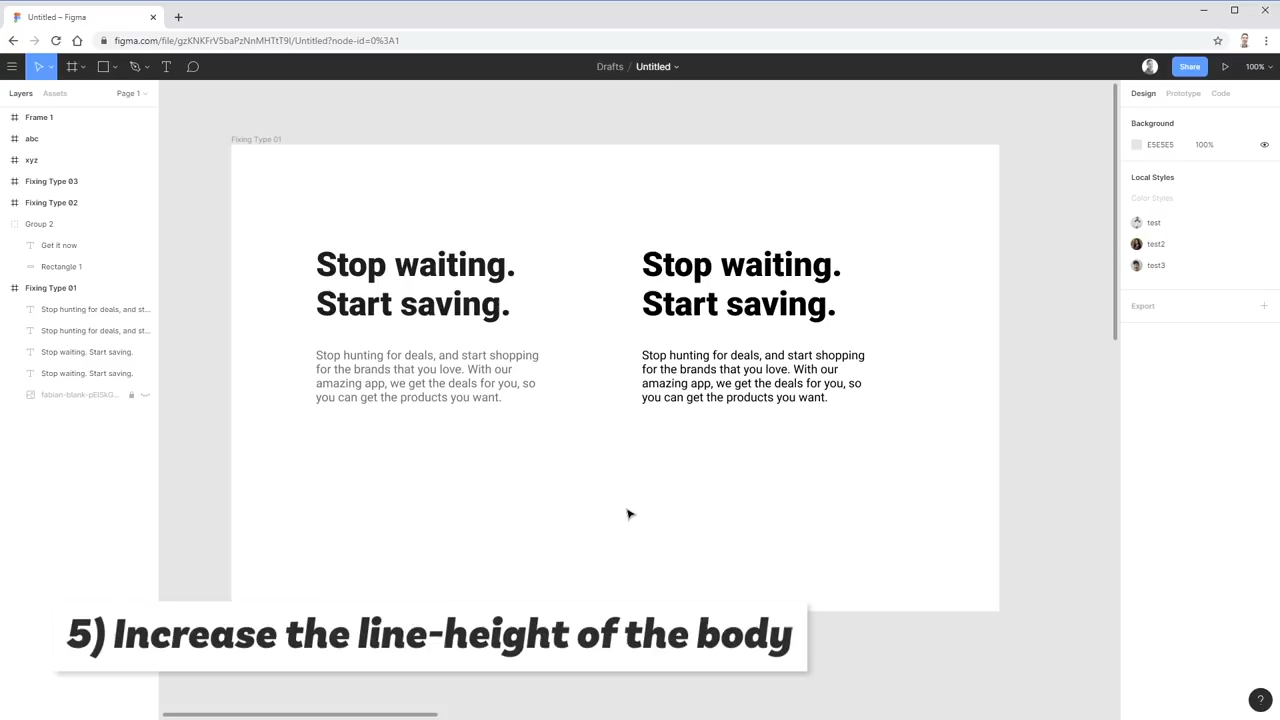 Untitled – Figma
figma.com/file/gzKNKFrV5baPzNnMHTtT9I/Untitled?node-id=0%3A1
Drafts / Untitled
Share
100%
Layers
Assets
Page 1
Frame 1
abc
xyz
Fixing Type 03
Fixing Type 02
Group 2
Get it now
Rectangle 1
Fixing Type 01
Stop hunting for deals, and st...
Stop hunting for deals, and st...
Stop waiting. Start saving.
Stop waiting. Start saving.
fabian-blank-pElSkG...
Fixing Type 01
Stop waiting.
Start saving.
Stop hunting for deals, and start shopping
for the brands that you love. With our
amazing app, we get the deals for you, so
you can get the products you want.
Stop waiting.
Start saving.
Stop hunting for deals, and start shopping
for the brands that you love. With our
amazing app, we get the deals for you, so
you can get the products you want.
5) Increase the line-height of the body
Design
Prototype
Code
Background
E5E5E5
100%
Local Styles
Color Styles
test
test2
test3
Export
?